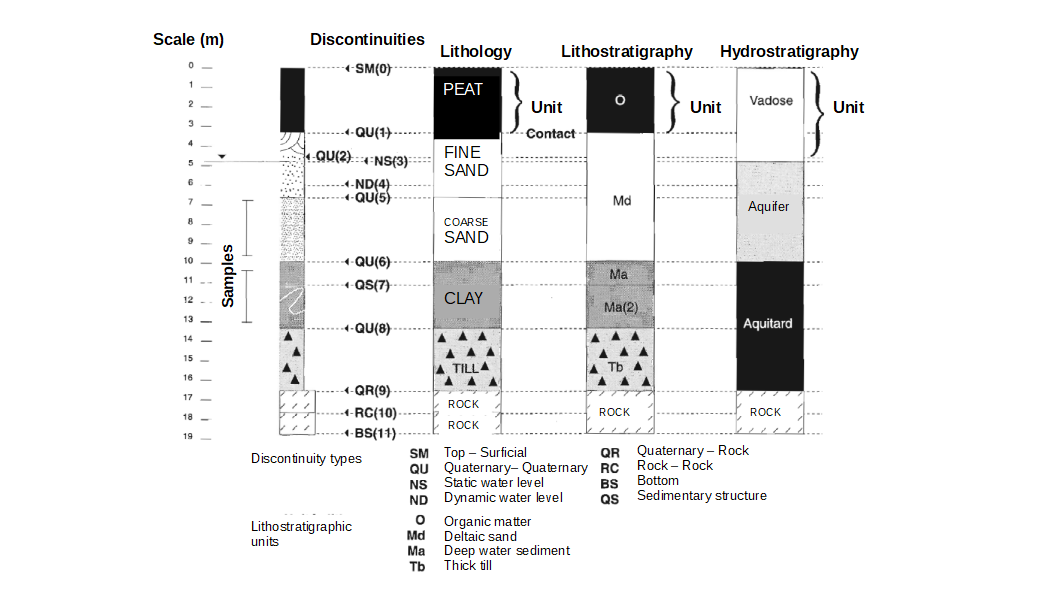 Scale (m)
Discontinuities
Lithology
Lithostratigraphy
Hydrostratigraphy
0
1
2
3
4
5
6
7
8
9
10
11
12
13
14
15
16
17
18
19
Samples
SM(0)
QU(1)
QU(2)
NS(3)
ND(4)
QU(5)
QU(6)
QS(7)
QU(8)
QR(9)
RC(10)
BS(11)
PEAT
Unit
Contact
FINE
SAND
COARSE
SAND
CLAY
TILL
ROCK
ROCK
O
Unit
Md
Ma
Ma(2)
Tb
ROCK
Vadose
Unit
Aquifer
Aquitard
ROCK
Discontinuity types
SM Top – Surficial
QU Quaternary– Quaternary
NS Static water level
ND Dynamic water level
QR Quaternary – Rock
RC Rock – Rock
BS Bottom
QS Sedimentary structure
Lithostratigraphic
units
O Organic matter
Md Deltaic sand
Ma Deep water sediment
Tb Thick till